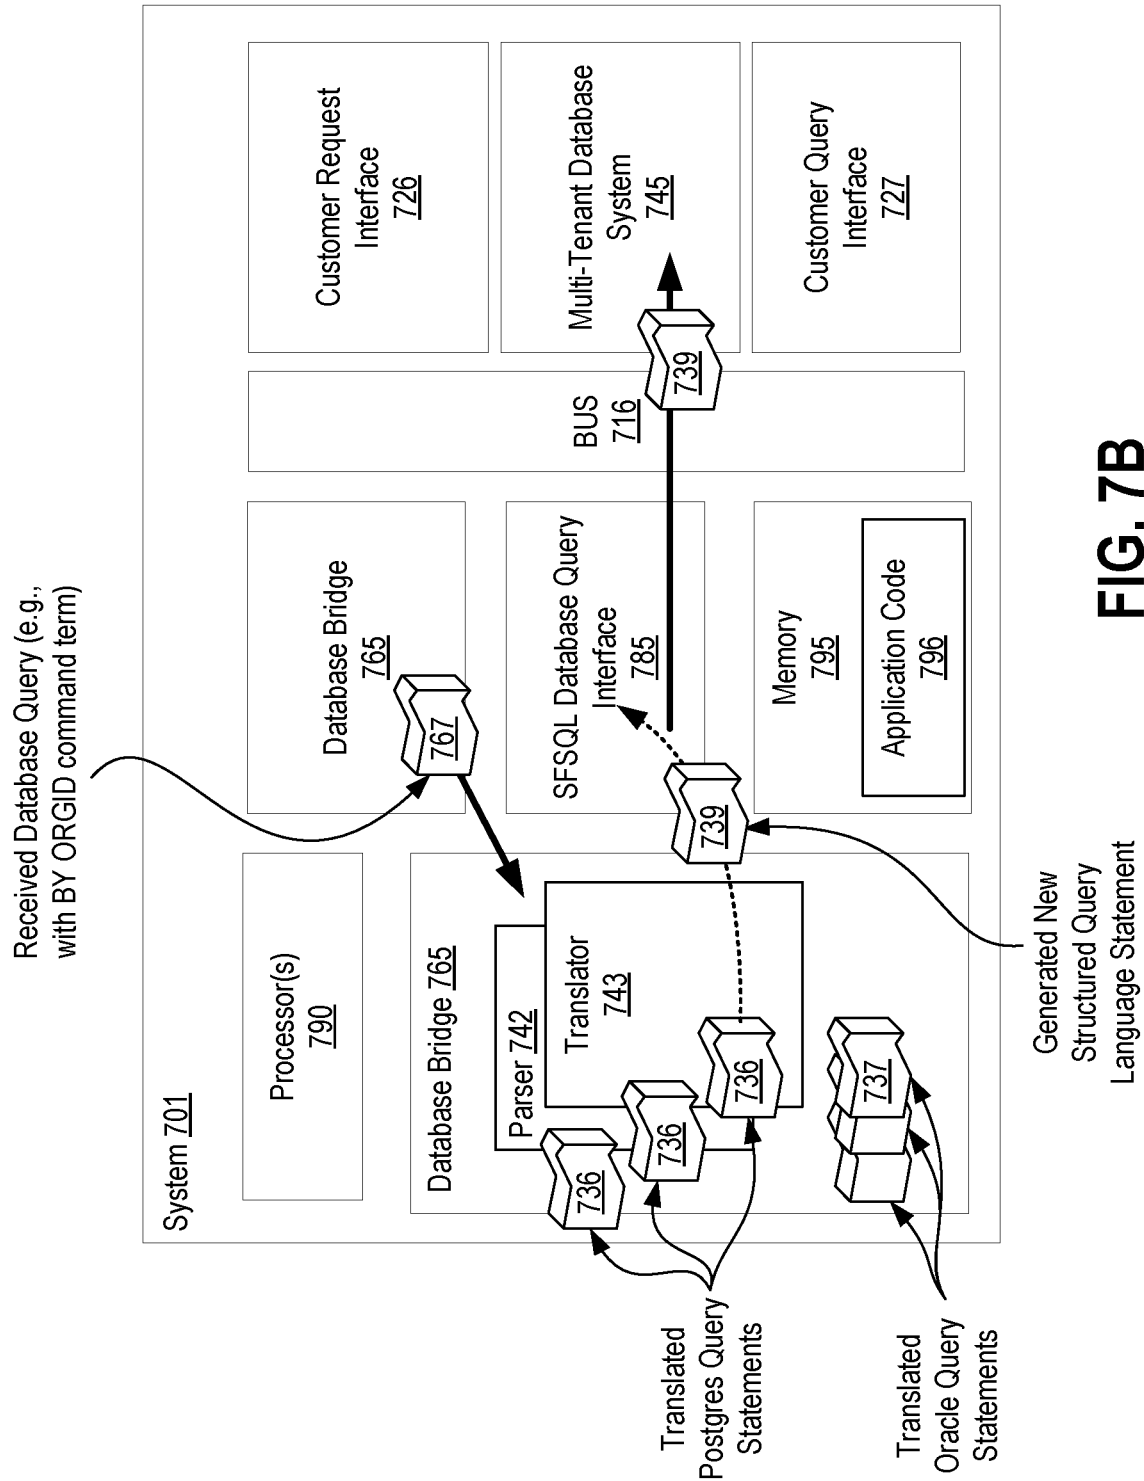 Received Database Query (e.g.,
with BY ORGID command term)
System 701
Processor(s)
790
Database Bridge
765
767
Customer Request
Interface
726
Database Bridge 765
Parser 742
Translator
743
736
736
736
737
SFSQL Database Query
Interface
785
739
BUS
716
739
Multi-Tenant Database
System
745
Memory
795
Application Code
796
Customer Query
Interface
727
Translated
Postgres Query
Statements
Translated
Oracle Query
Statements
Generated New
Structured Query
Language Statement
FIG. 7B